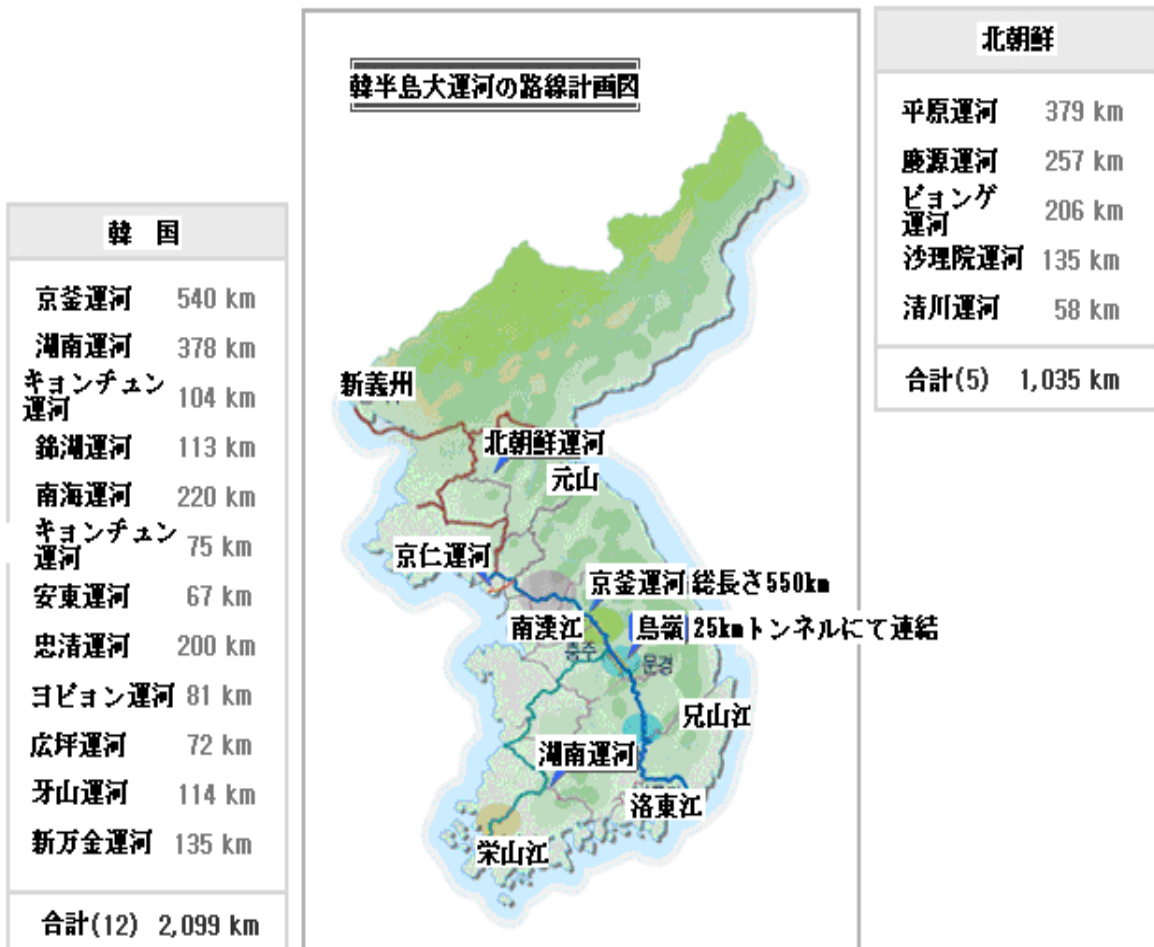 韓半島大運河の路線計画図
韓 国
京釜運河 540 km
湖南運河 378 km
キョンチュン
運河 104 km
錦湖運河 113 km
南海運河 220 km
キョンチュン
運河 75 km
安東運河 67 km
忠清運河 200 km
ヨビョン運河 81 km
広坪運河 72 km
牙山運河 114 km
新万金運河 135 km
合計(12) 2,099 km
新義州
北朝鮮運河
元山
京仁運河
京釜運河 総長さ550km
南漢江
鳥嶺 25kmトンネルにて連結
충주
문경
兄山江
湖南運河
洛東江
栄山江
北朝鮮
平原運河 379 km
慶源運河 257 km
ビョンゲ
運河 206 km
沙理院運河 135 km
清川運河 58 km
合計(5) 1,035 km